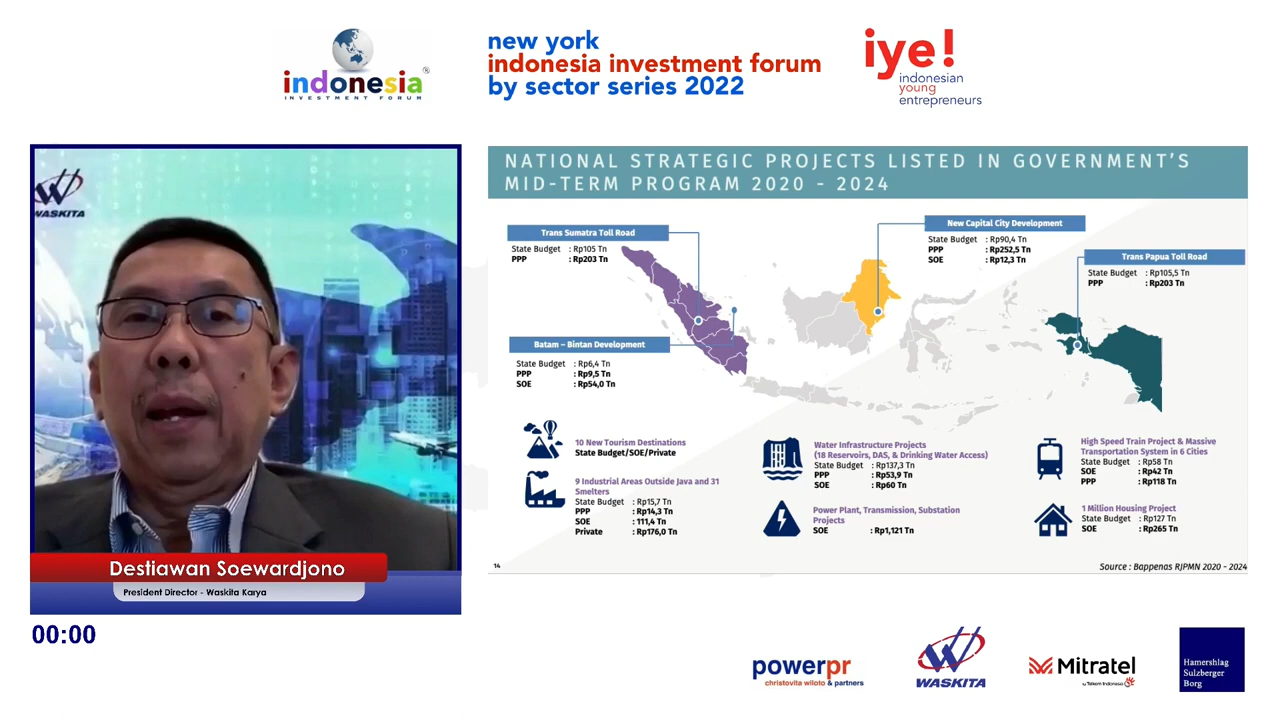 indonesia
INVESTMENT FORUM
new york
indonesia investment forum
by sector series 2022
iye!
indonesian
young
entrepreneurs
WASKITA
NATIONAL STRATEGIC PROJECTS LISTED IN GOVERNMENT'S
MID-TERM PROGRAM 2020 - 2024
Trans Sumatra Toll Road
State Budget : Rp105 Tn
PPP : Rp203 Tn
New Capital City Development
State Budget : Rp90,4 Tn
PPP : Rp252,5 Tn
SOE : Rp12,3 Tn
Trans Papua Toll Road
State Budget : Rp105,5 Tn
PPP : Rp203 Tn
Batam – Bintan Development
State Budget : Rp6,4 Tn
PPP : Rp9,5 Tn
SOE : Rp54,0 Tn
10 New Tourism Destinations
State Budget/SOE/Private
9 Industrial Areas Outside Java and 31
Smelters
State Budget : Rp15,7 Tn
PPP : Rp14,3 Tn
SOE : 111,4 Tn
Private : Rp176,0 Tn
Water Infrastructure Projects
(18 Reservoirs, DAS, & Drinking Water Access)
State Budget : Rp137,3 Tn
PPP : Rp53,9 Tn
SOE : Rp60 Tn
Power Plant, Transmission, Substation
Projects
SOE : Rp1,121 Tn
High Speed Train Project & Massive
Transportation System in 6 Cities
State Budget : Rp58 Tn
SOE : Rp42 Tn
PPP : Rp118 Tn
1 Million Housing Project
State Budget : Rp127 Tn
SOE : Rp265 Tn
14
Source : Bappenas RJPMN 2020 - 2024
Destiawan Soewardjono
President Director - Waskita Karya
00:00
powerpr
christovita wiloto & partners
WASKITA
Mitratel
by Telkom Indonesia
Hamershlag
Sulzberger
Borg